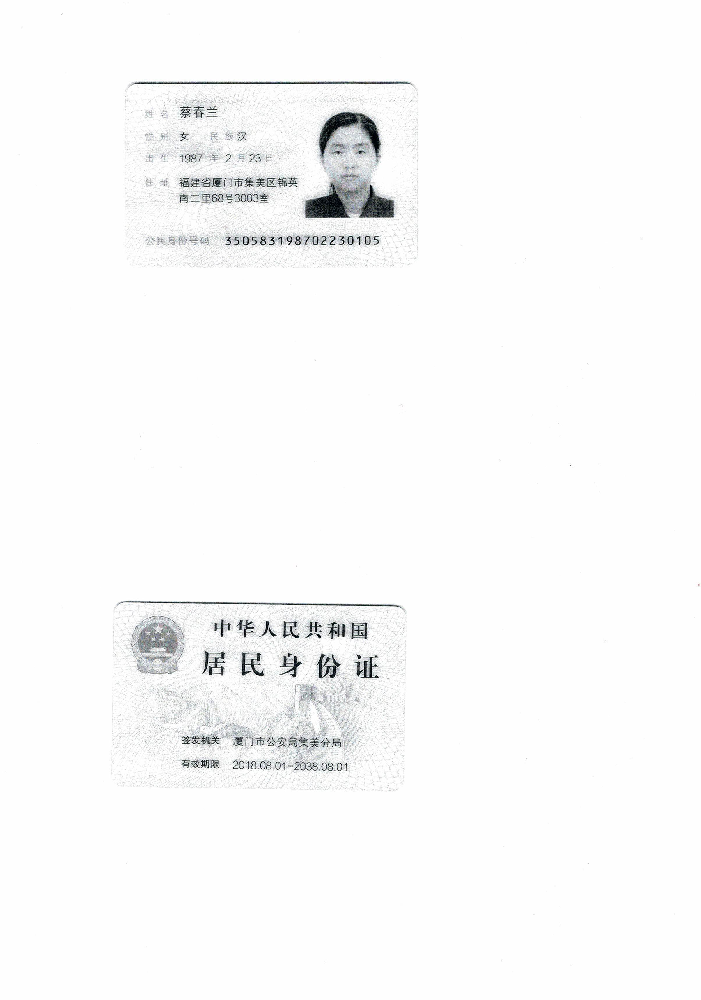 姓名 蔡春兰
性别 女 民族 汉
出生 1987 年 2 月 23 日
住址 福建省厦门市集美区锦英
南二里68号3003室
公民身份号码 350583198702230105
中华人民共和国
居民身份证
签发机关 厦门市公安局集美分局
有效期限 2018.08.01-2038.08.01